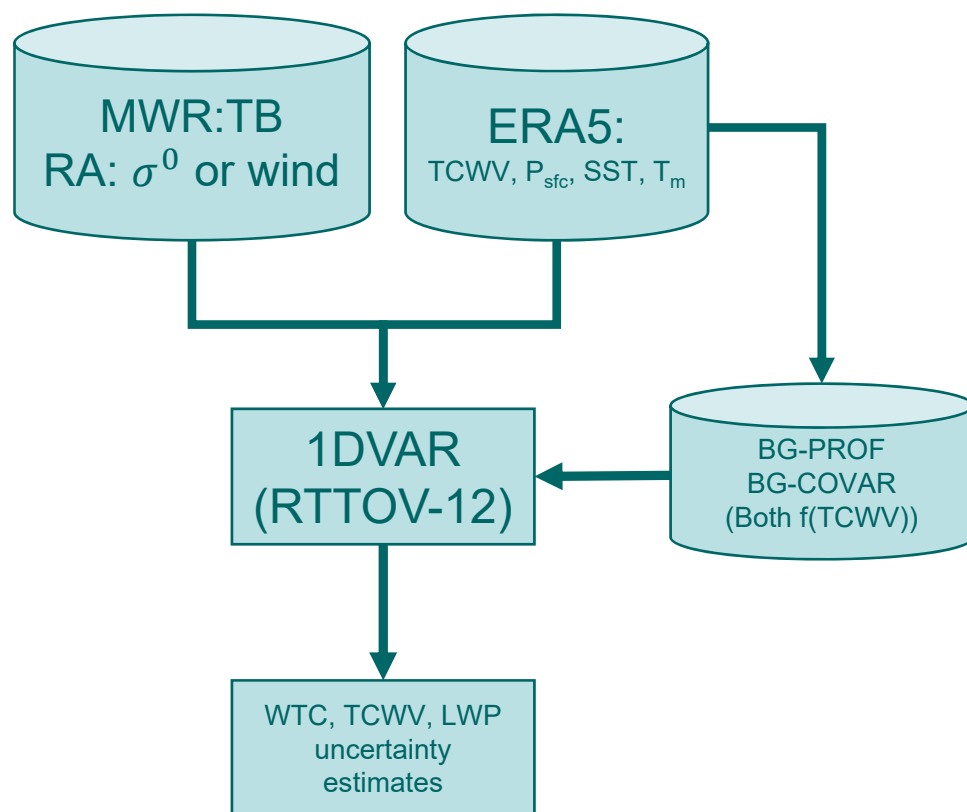 MWR:TB
RA: σ⁰ or wind
ERA5:
TCWV, Psfc, SST, Tm
1DVAR
(RTTOV-12)
BG-PROF
BG-COVAR
(Both f(TCWV))
WTC, TCWV, LWP
uncertainty
estimates